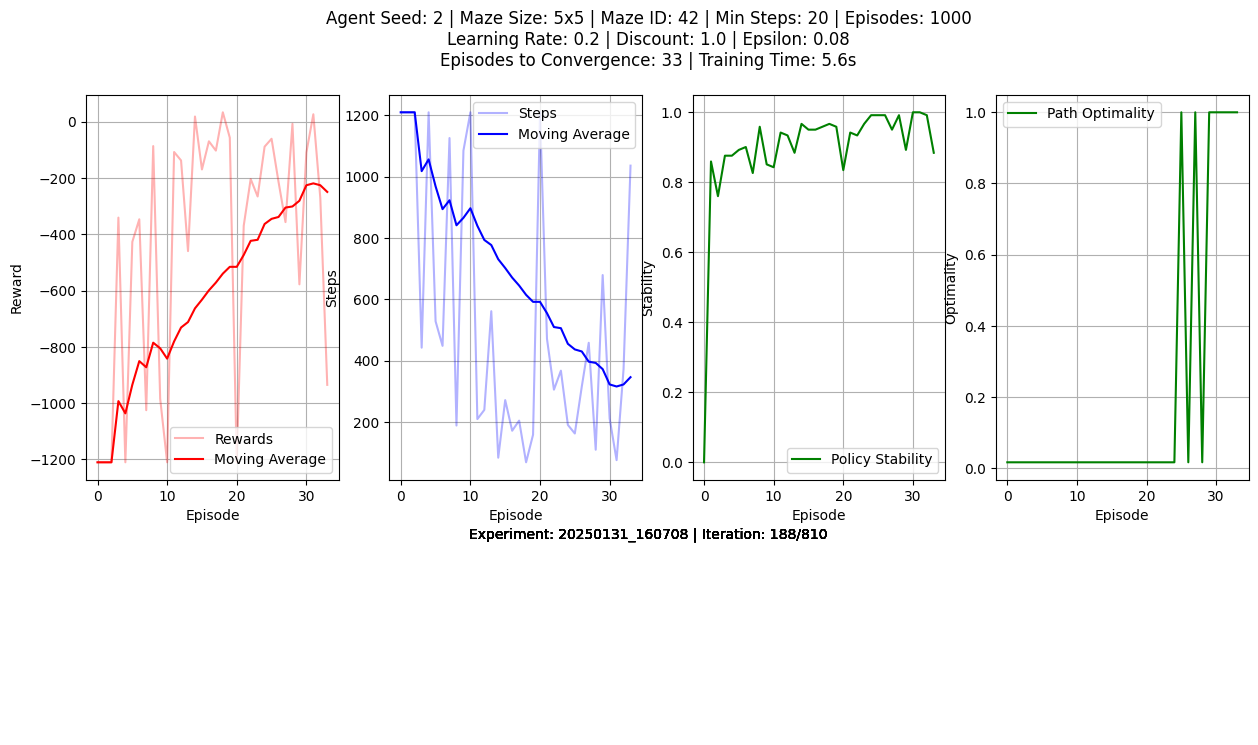 Agent Seed: 2 | Maze Size: 5x5 | Maze ID: 42 | Min Steps: 20 | Episodes: 1000
Learning Rate: 0.2 | Discount: 1.0 | Epsilon: 0.08
Episodes to Convergence: 33 | Training Time: 5.6s
Reward
0
−200
−400
−600
−800
−1000
−1200
Rewards
Moving Average
0 10 20 30
Episode
Steps
1200
1000
800
600
400
200
Steps
Moving Average
0 10 20 30
Episode
Stability
1.0
0.8
0.6
0.4
0.2
0.0
Policy Stability
0 10 20 30
Episode
Optimality
1.0
0.8
0.6
0.4
0.2
0.0
Path Optimality
0 10 20 30
Episode
Experiment: 20250131_160708 | Iteration: 188/810